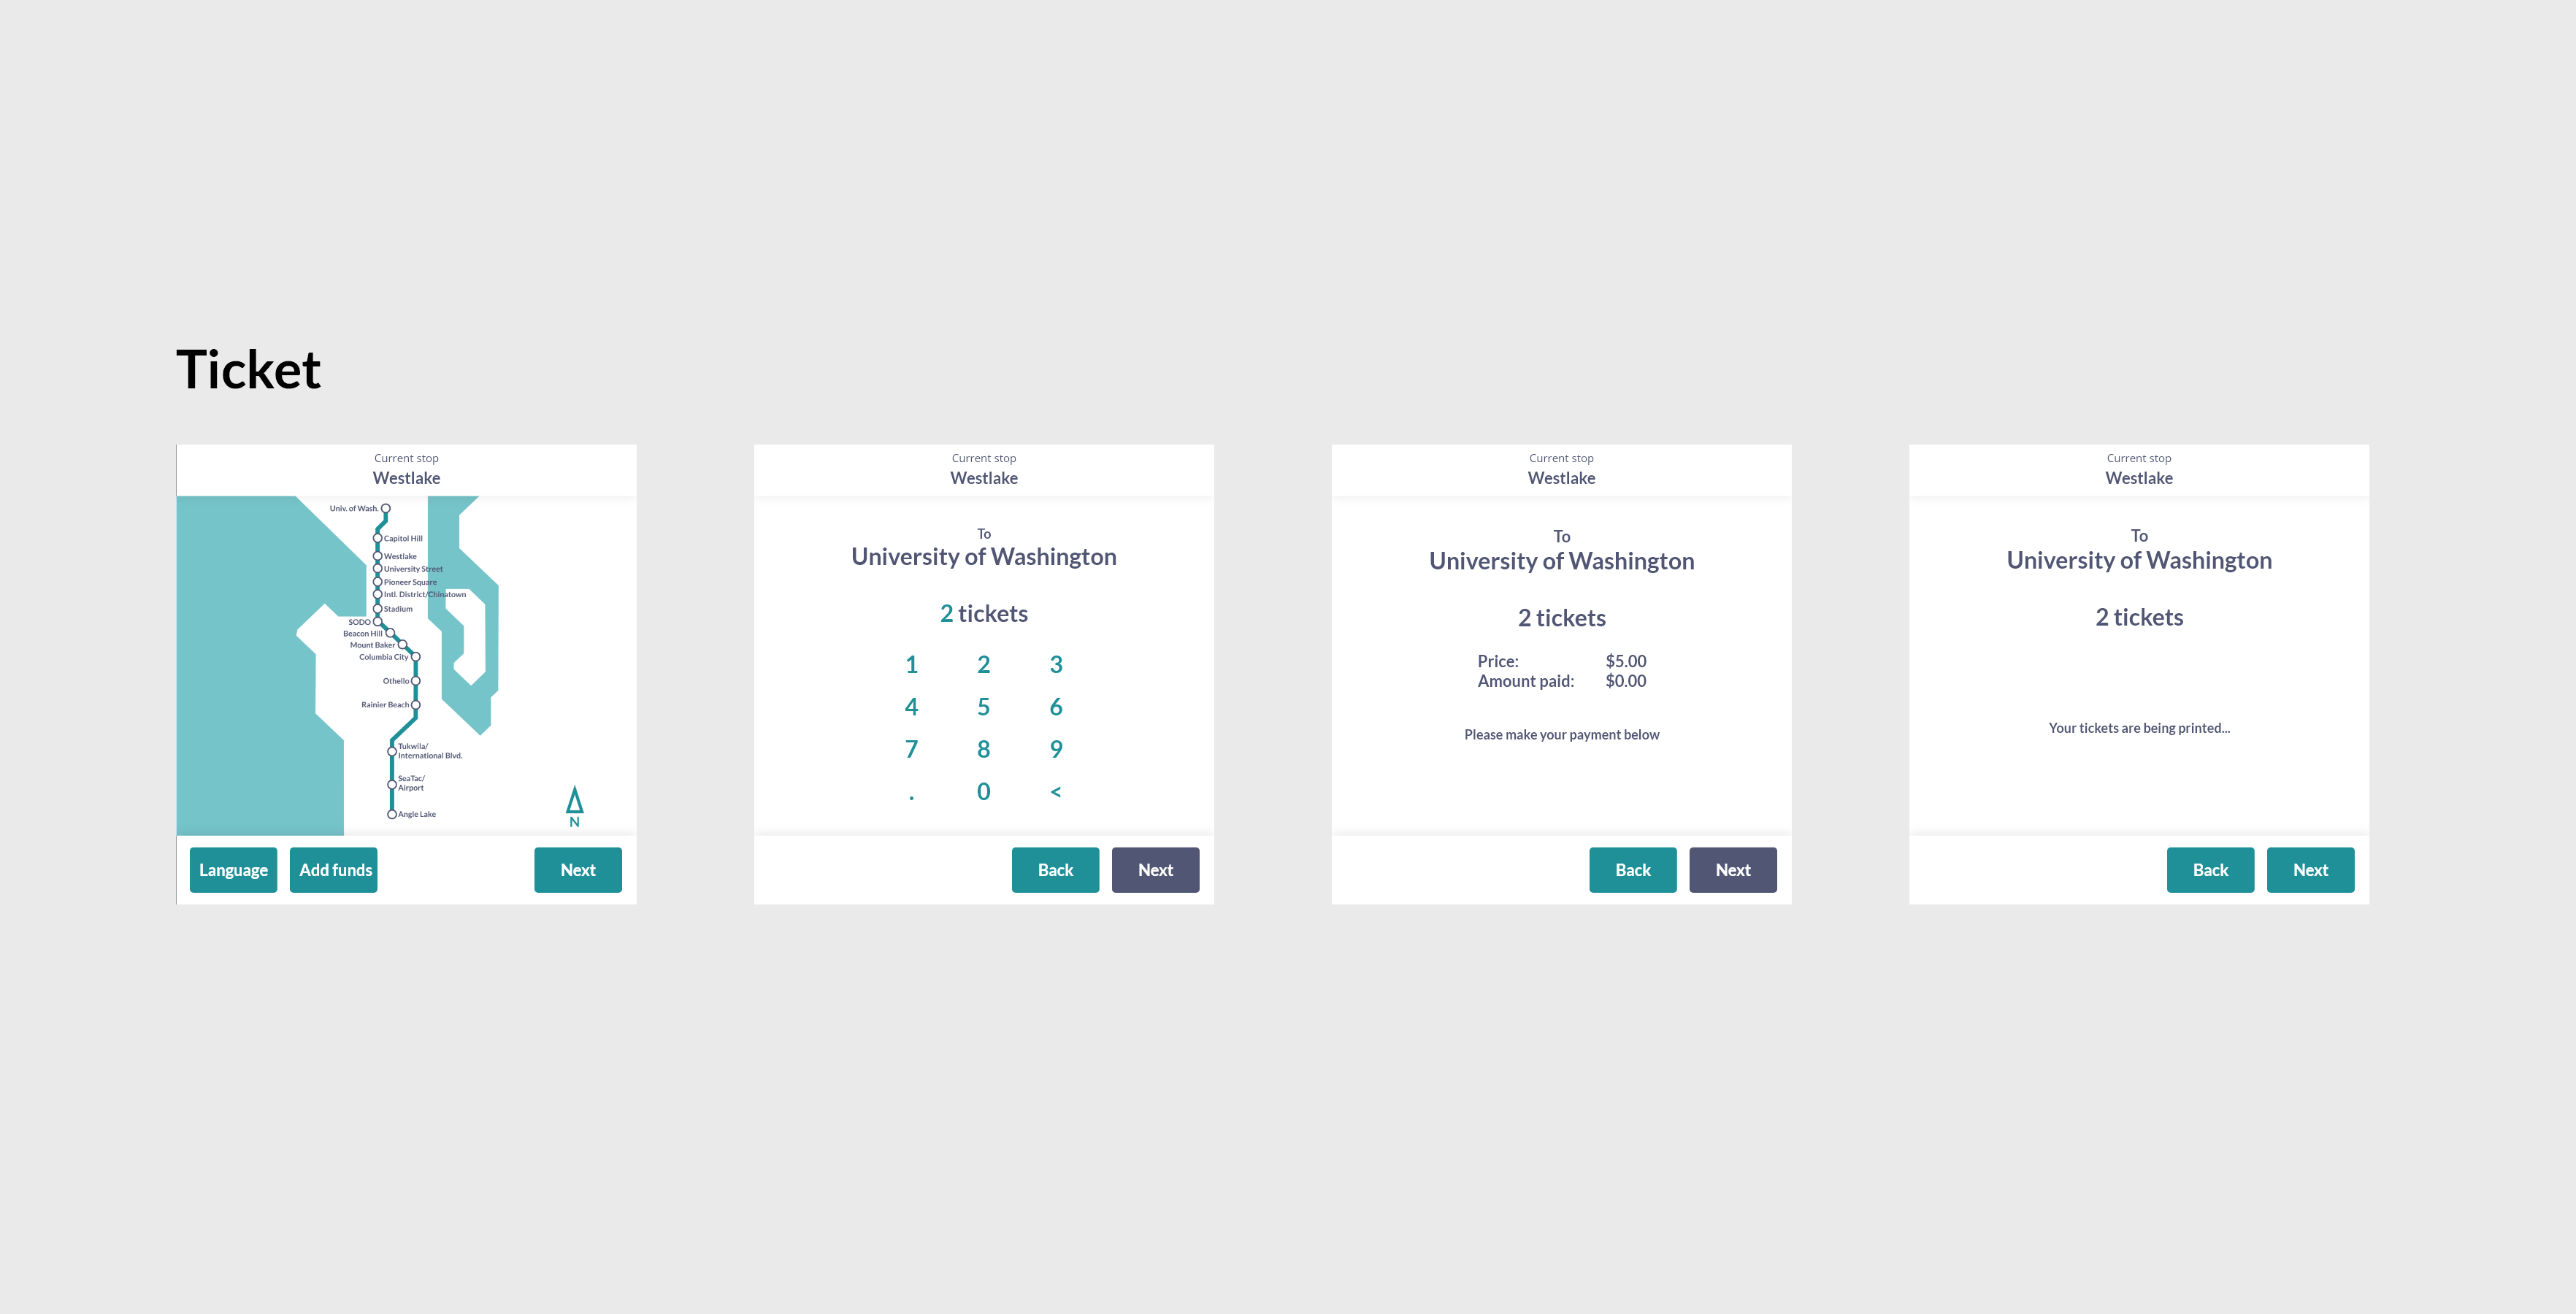 Ticket
Current stop
Westlake
Univ. of Wash.
Capitol Hill
Westlake
University Street
Pioneer Square
Intl. District/Chinatown
Stadium
SODO
Beacon Hill
Mount Baker
Columbia City
Othello
Rainier Beach
Tukwila/
International Blvd.
SeaTac/
Airport
Angle Lake
N
Language
Add funds
Next
Current stop
Westlake
To
University of Washington
2 tickets
1 2 3
4 5 6
7 8 9
. 0 <
Back
Next
Current stop
Westlake
To
University of Washington
2 tickets
Price: $5.00
Amount paid: $0.00
Please make your payment below
Back
Next
Current stop
Westlake
To
University of Washington
2 tickets
Your tickets are being printed...
Back
Next